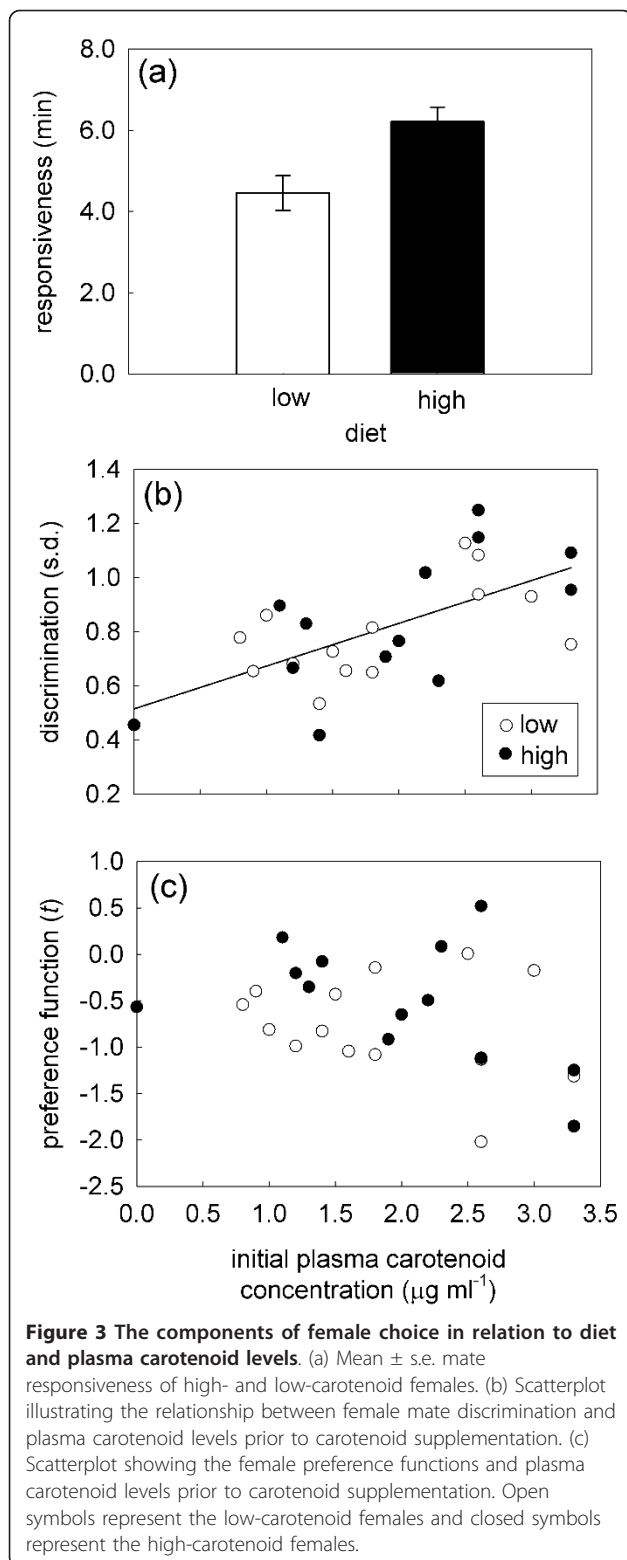 8.0
(a)
6.0
4.0
2.0
0.0
responsiveness (min)
low
high
diet
1.4
(b)
1.2
1.0
0.8
0.6
0.4
0.2
discrimination (s.d.)
low
high
1.0
(c)
0.5
0.0
-0.5
-1.0
-1.5
-2.0
-2.5
preference function (t)
0.0 0.5 1.0 1.5 2.0 2.5 3.0 3.5
initial plasma carotenoid
concentration (µg ml⁻¹)
Figure 3 The components of female choice in relation to diet
and plasma carotenoid levels. (a) Mean ± s.e. mate
responsiveness of high- and low-carotenoid females. (b) Scatterplot
illustrating the relationship between female mate discrimination and
plasma carotenoid levels prior to carotenoid supplementation. (c)
Scatterplot showing the female preference functions and plasma
carotenoid levels prior to carotenoid supplementation. Open
symbols represent the low-carotenoid females and closed symbols
represent the high-carotenoid females.